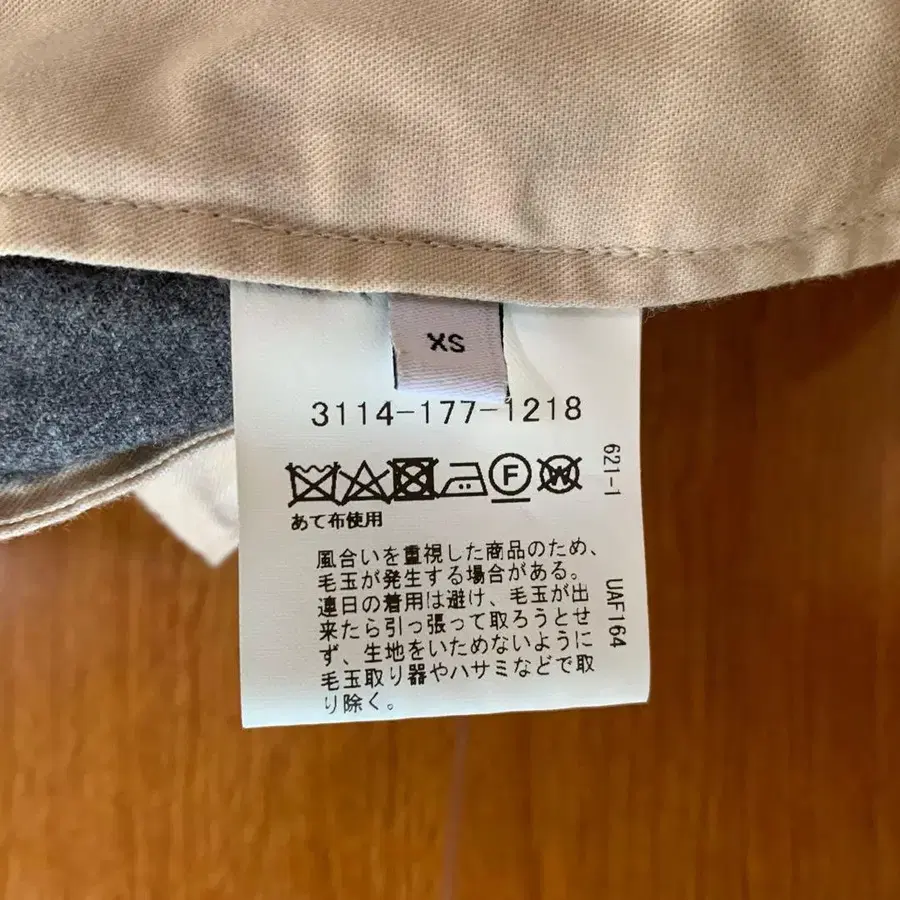 XS
3114-177-1218
F W
あて布使用
風合いを重視した商品のため、
毛玉が発生する場合がある。
連日の着用は避け、毛玉が出
来たら引っ張って取ろうとせ
ず、生地をいためないように
毛玉取り器やハサミなどで取
り除く。
621-1
UAF164